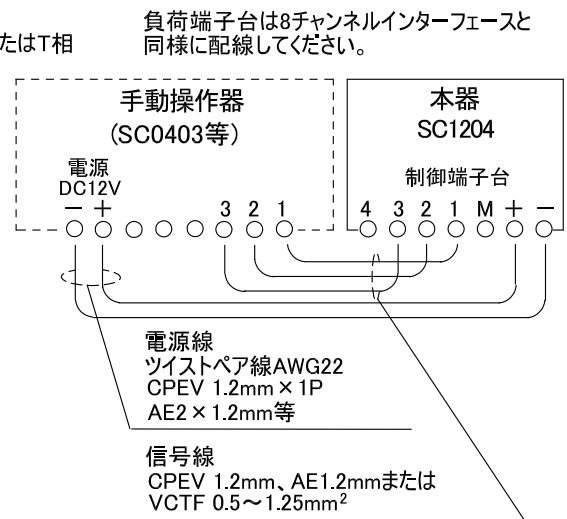 たはT相
負荷端子台は8チャンネルインターフェースと
同様に配線してください。
手動操作器
(SC0403等)
電源
DC12V
− +
3 2 1
本器
SC1204
制御端子台
4 3 2 1 M + −
電源線
ツイストペア線AWG22
CPEV 1.2mm×1P
AE2×1.2mm等
信号線
CPEV 1.2mm、AE1.2mmまたは
VCTF 0.5～1.25mm²